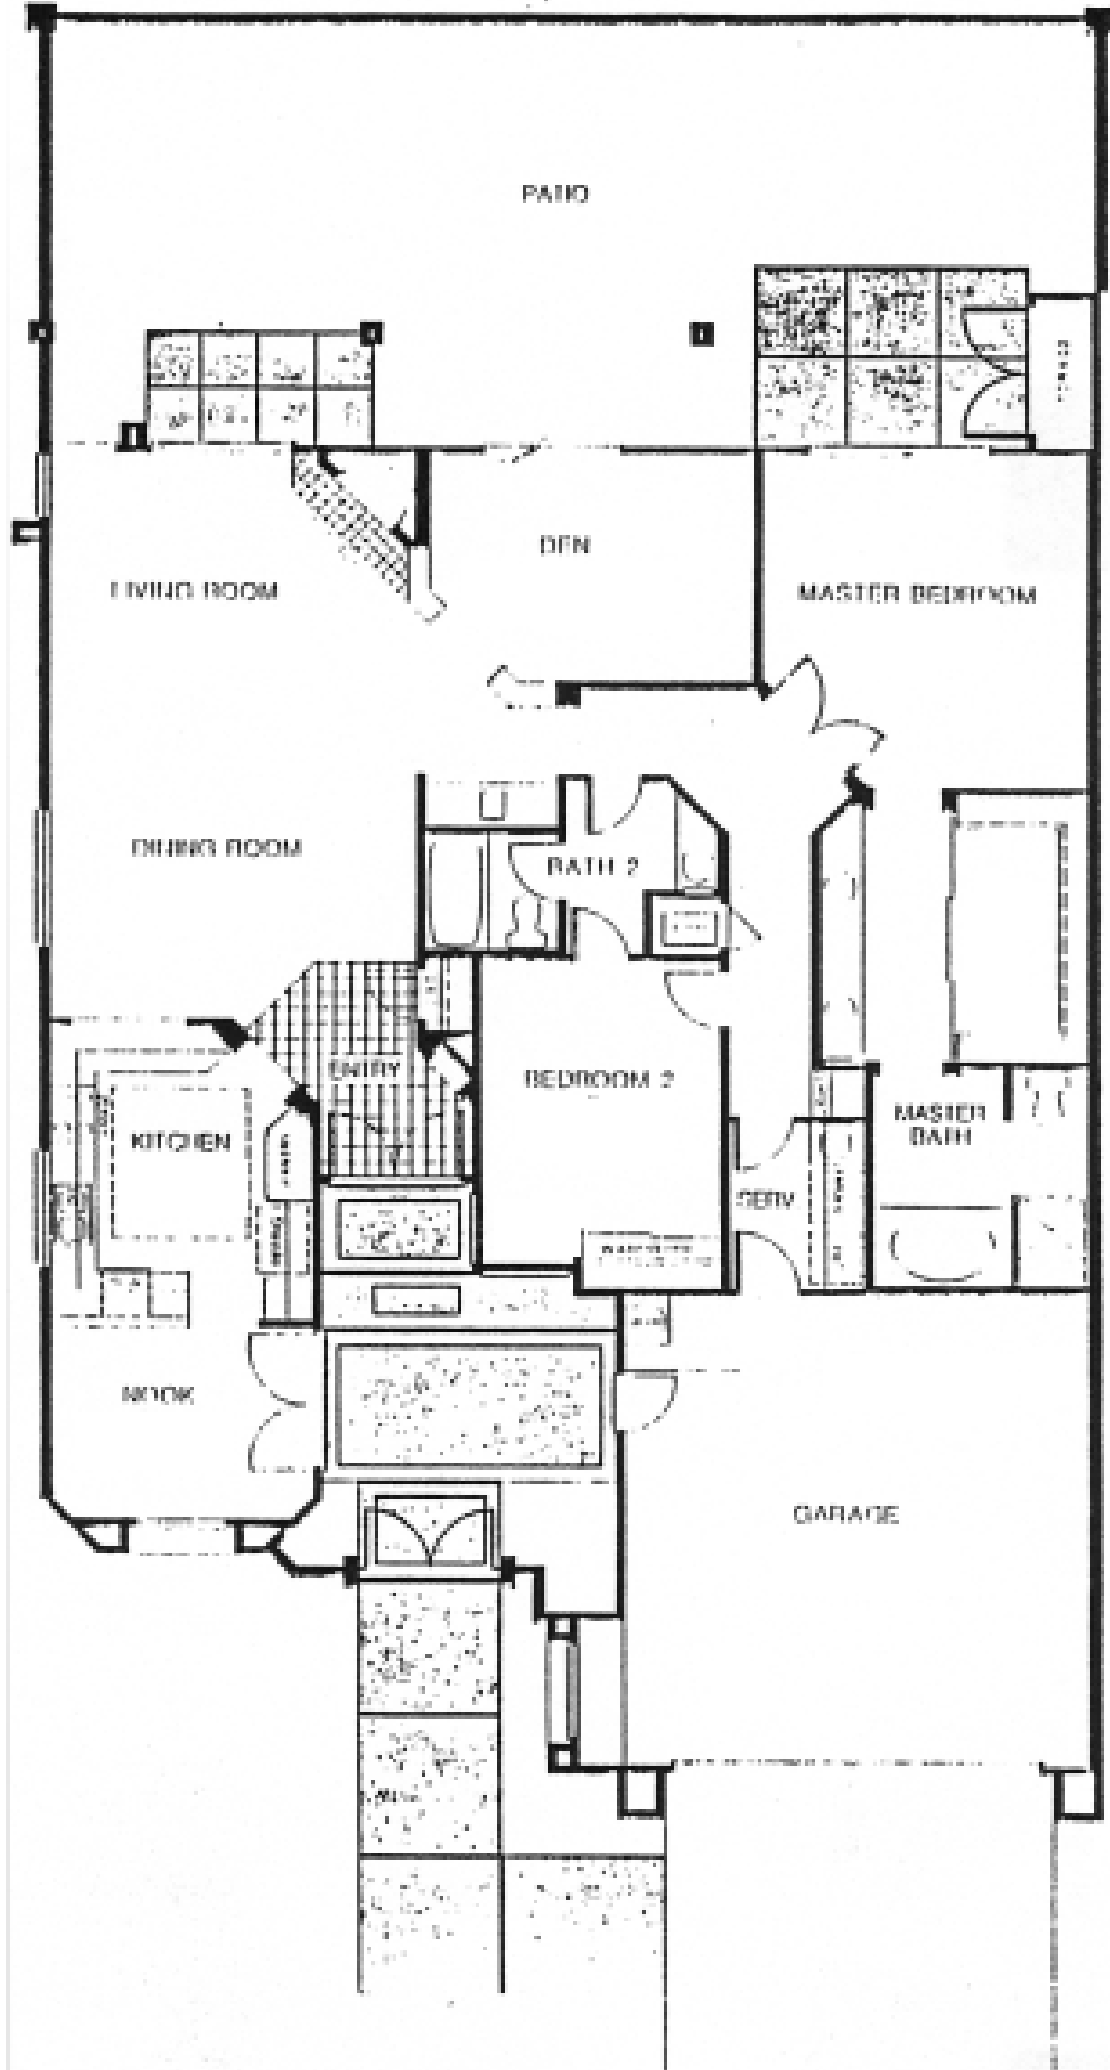 PATIO
DEN
LIVING ROOM
MASTER BEDROOM
DINING ROOM
BATH 2
ENTRY
BEDROOM 2
KITCHEN
MASTER
BATH
SERV
NOOK
GARAGE